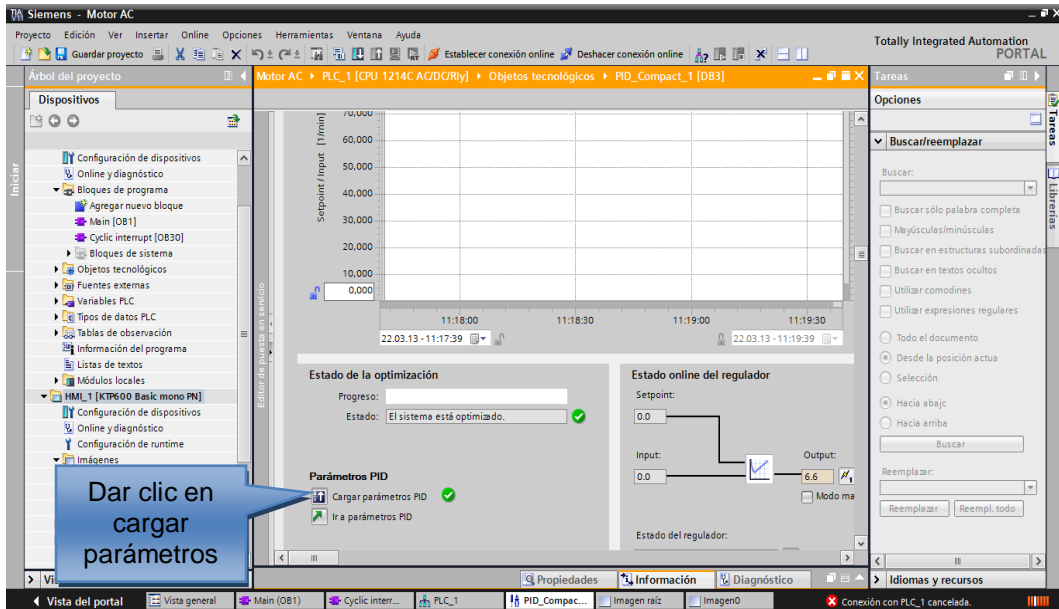 Siemens - Motor AC
Proyecto Edición Ver Insertar Online Opciones Herramientas Ventana Ayuda
Guardar proyecto
Establecer conexión online
Deshacer conexión online
Totally Integrated Automation
PORTAL
Árbol del proyecto
Motor AC PLC_1 [CPU 1214C AC/DC/Rly] Objetos tecnológicos PID_Compact_1 [DB3]
Tareas
Dispositivos
Opciones
Iniciar
Configuración de dispositivos
Online y diagnóstico
Bloques de programa
Agregar nuevo bloque
Main [OB1]
Cyclic interrupt [OB30]
Bloques de sistema
Objetos tecnológicos
Fuentes externas
Variables PLC
Tipos de datos PLC
Tablas de observación
Información del programa
Listas de textos
Módulos locales
HMI_1 [KTP600 Basic mono PN]
Configuración de dispositivos
Online y diagnóstico
Configuración de runtime
Imágenes
Dar clic en
cargar
parámetros
Editor de puesta en servicio
Setpoint / Input [1/min]
70,000
60,000
50,000
40,000
30,000
20,000
10,000
0,000
11:18:00 11:18:30 11:19:00 11:19:30
22.03.13 - 11:17:39
22.03.13 - 11:19:39
Estado de la optimización
Progreso:
Estado: El sistema está optimizado.
Parámetros PID
Cargar parámetros PID
Ir a parámetros PID
Estado online del regulador
Setpoint:
0.0
Input:
0.0
Output:
6.6
Modo ma
Estado del regulador:
Buscar/reemplazar
Buscar:
Buscar sólo palabra completa
Mayúsculas/minúsculas
Buscar en estructuras subordinadas
Buscar en textos ocultos
Utilizar comodines
Utilizar expresiones regulares
Todo el documento
Desde la posición actua
Selección
Hacia abajc
Hacia arriba
Buscar
Reemplazar:
Reemplazar
Reempl. todo
Idiomas y recursos
Tareas
Librerías
Vi
Propiedades
Información
Diagnóstico
Vista del portal
Vista general
Main (OB1)
Cyclic interr...
PLC_1
PID_Compac...
Imagen raíz
Imagen0
Conexión con PLC_1 cancelada.